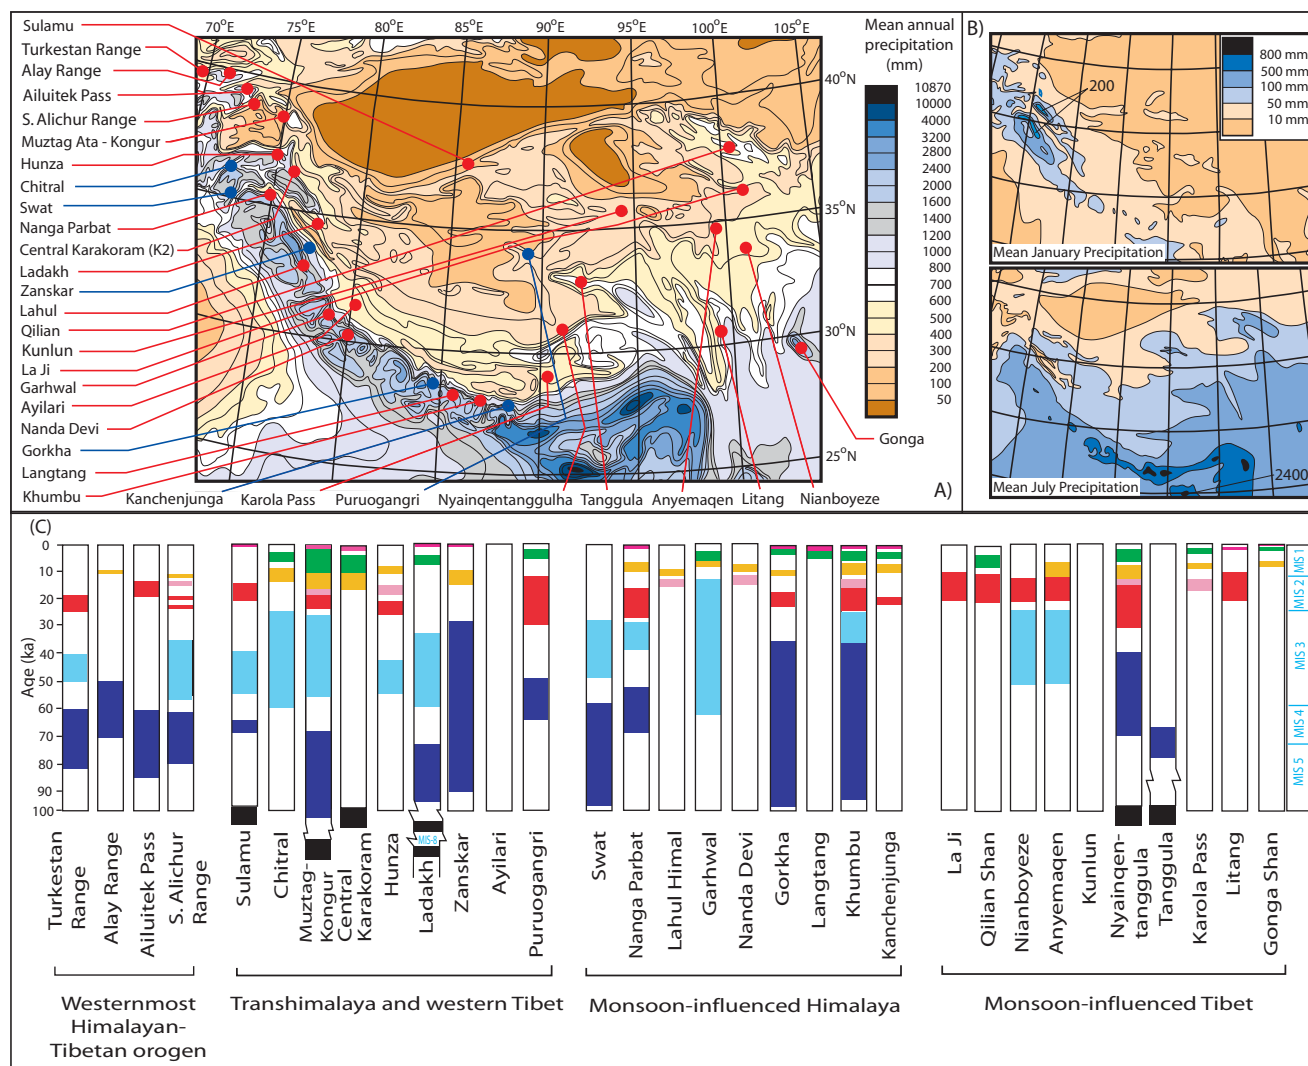 Sulamu
Turkestan Range
Alay Range
Ailuitek Pass
S. Alichur Range
Muztag Ata - Kongur
Hunza
Chitral
Swat
Nanga Parbat
Central Karakoram (K2)
Ladakh
Zanskar
Lahul
Qilian
Kunlun
La Ji
Garhwal
Ayilari
Nanda Devi
Gorkha
Langtang
Khumbu
Kanchenjunga
Karola Pass
Puruogangri
Nyainqentanggulha
Tanggula
Anyemaqen
Litang
Nianboyeze
Gonga
70°E
75°E
80°E
85°E
90°E
95°E
100°E
105°E
40°N
35°N
30°N
25°N
A)
Mean annual
precipitation
(mm)
10870
10000
4000
3200
2800
2400
2000
1600
1400
1200
1000
800
700
600
500
400
300
200
100
50
B)
200
800 mm
500 mm
100 mm
50 mm
10 mm
Mean January Precipitation
2400
Mean July Precipitation
(C)
Age (ka)
0
10
20
30
40
50
60
70
80
90
100
MIS-8
MIS 1
MIS 2
MIS 3
MIS 4
MIS 5
Turkestan
Range
Alay Range
Ailuitek Pass
S. Alichur
Range
Sulamu
Chitral
Muztag-
Kongur
Central
Karakoram
Hunza
Ladakh
Zanskar
Ayilari
Puruogangri
Swat
Nanga Parbat
Lahul Himal
Garhwal
Nanda Devi
Gorkha
Langtang
Khumbu
Kanchenjunga
La Ji
Qilian Shan
Nianboyeze
Anyemaqen
Kunlun
Nyainqen-
tanggula
Tanggula
Karola Pass
Litang
Gonga Shan
Westernmost
Himalayan-
Tibetan orogen
Transhimalaya and western Tibet
Monsoon-influenced Himalaya
Monsoon-influenced Tibet